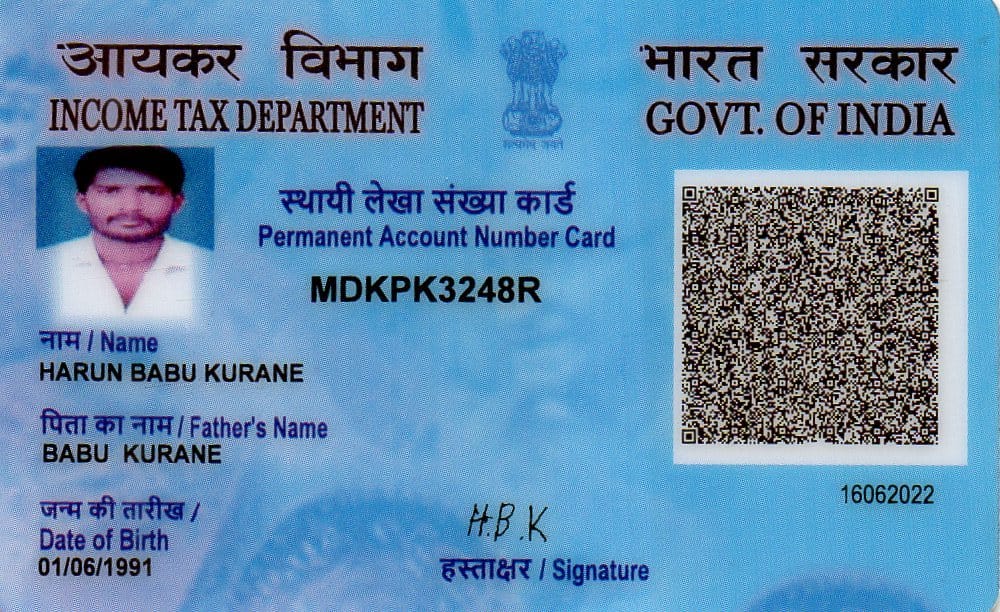 आयकर विभाग
INCOME TAX DEPARTMENT
भारत सरकार
GOVT. OF INDIA
सत्यमेव जयते
स्थायी लेखा संख्या कार्ड
Permanent Account Number Card
MDKPK3248R
नाम / Name
HARUN BABU KURANE
पिता का नाम / Father's Name
BABU KURANE
जन्म की तारीख /
Date of Birth
01/06/1991
16062022
H.B.K
हस्ताक्षर / Signature